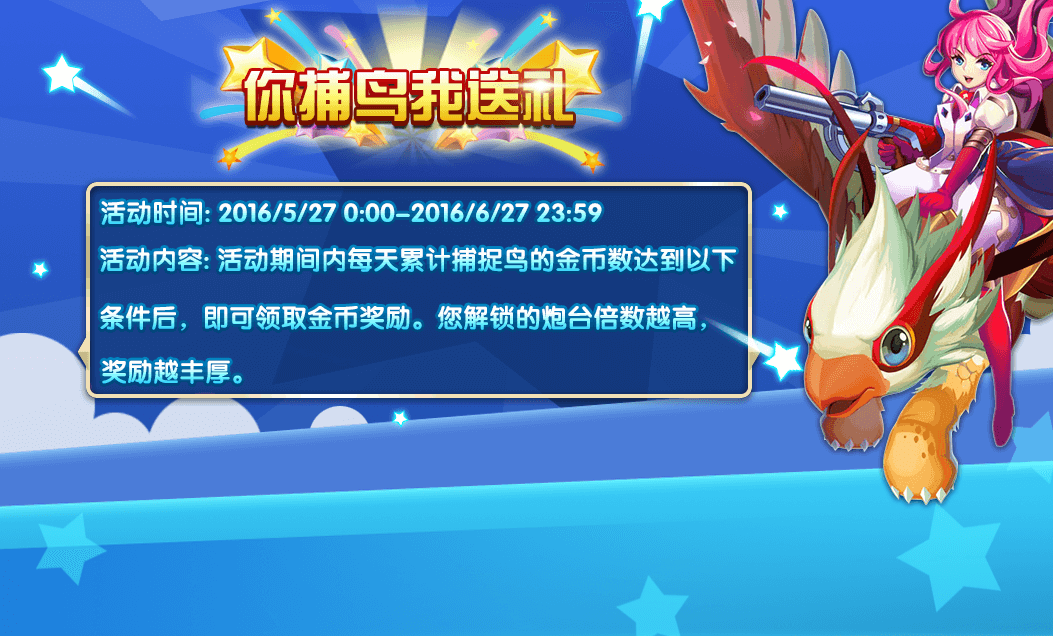 你捕鸟我送礼
活动时间: 2016/5/27 0:00-2016/6/27 23:59
活动内容: 活动期间内每天累计捕捉鸟的金币数达到以下
条件后，即可领取金币奖励。您解锁的炮台倍数越高，
奖励越丰厚。